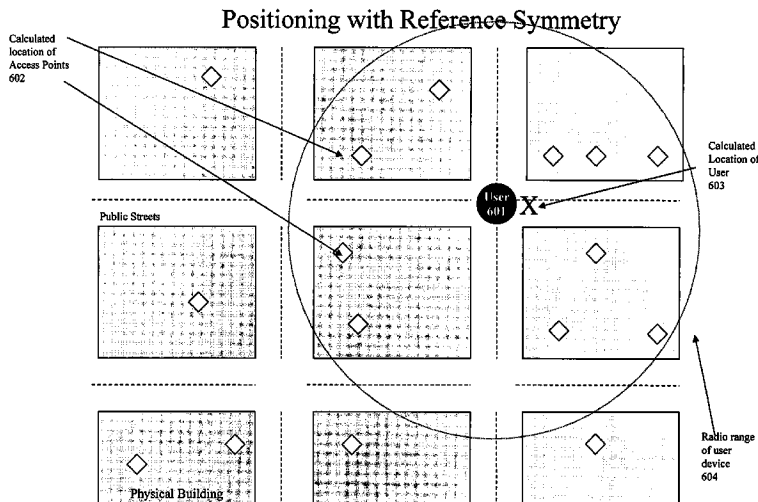 Positioning with Reference Symmetry
Calculated
location of
Access Points
602
Calculated
Location of
User
603
User
601
X
Public Streets
Radio range
of user
device
604
Physical Building